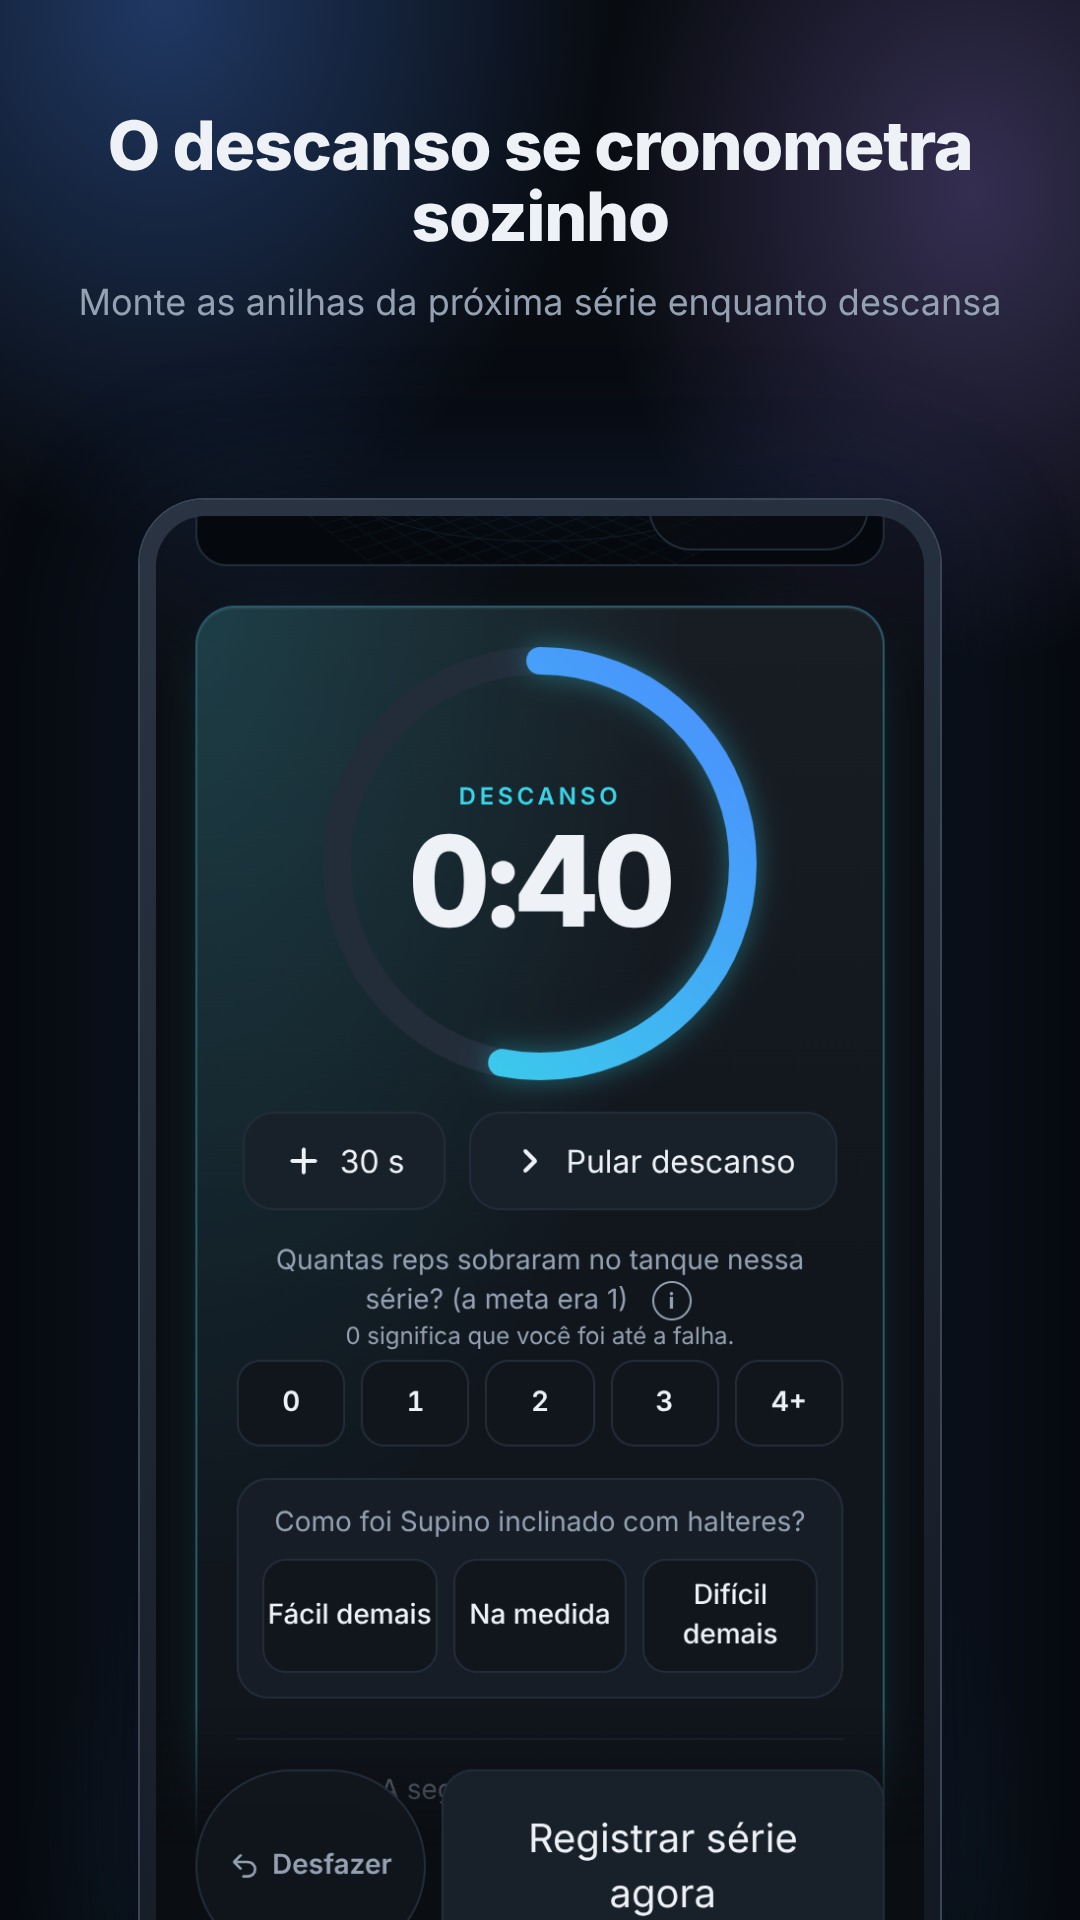 O descanso se cronometra
sozinho
Monte as anilhas da próxima série enquanto descansa
DESCANSO
0:40
30 s
Pular descanso
Quantas reps sobraram no tanque nessa
série? (a meta era 1)
0 significa que você foi até a falha.
0 1 2 3 4+
Como foi Supino inclinado com halteres?
Fácil demais
Na medida
Difícil
demais
Desfazer
Registrar série
agora